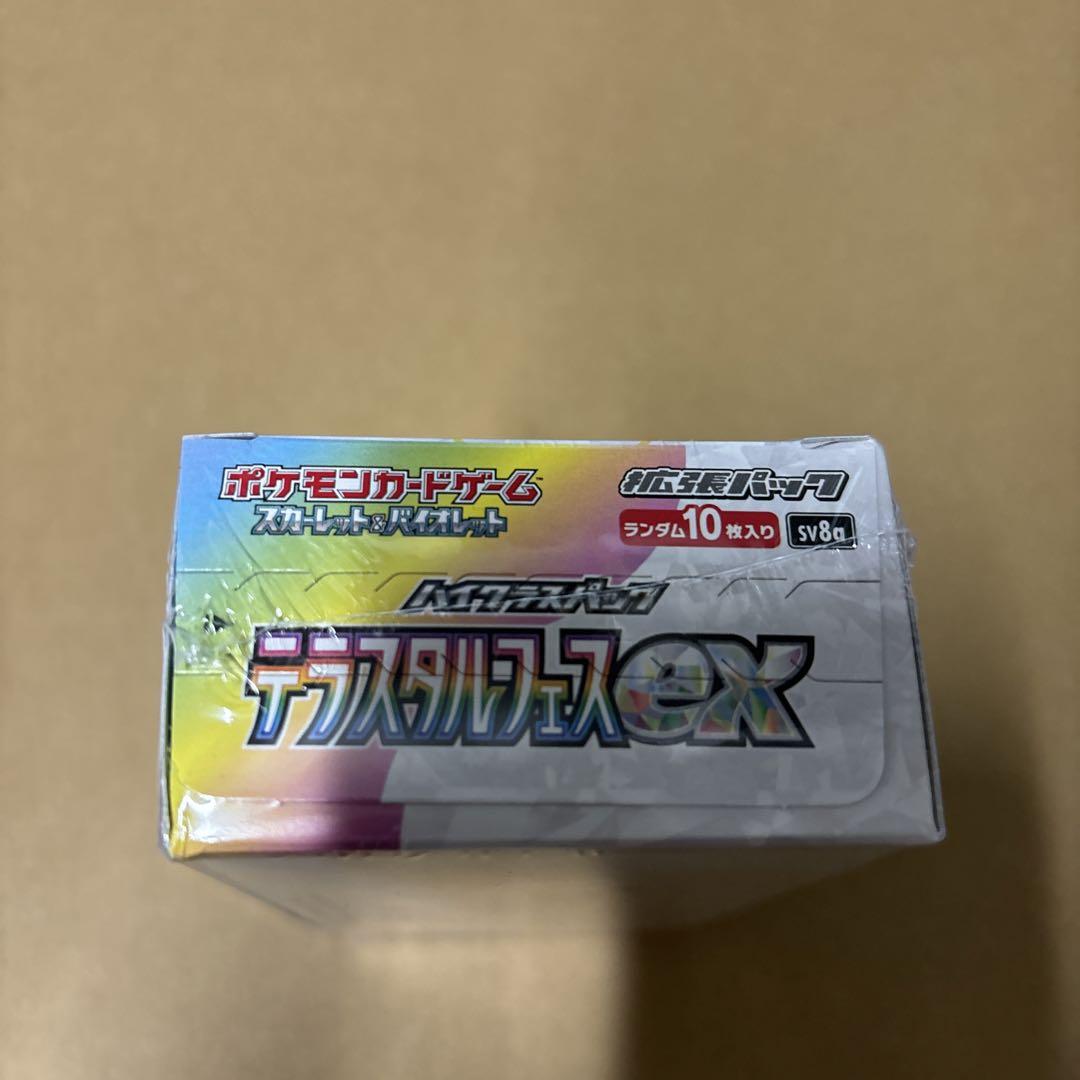 ポケモンカードゲーム™
スカーレット&バイオレット
拡張パック
ランダム10枚入り
SV8a
ハイクラスパック
テラスタルフェスex